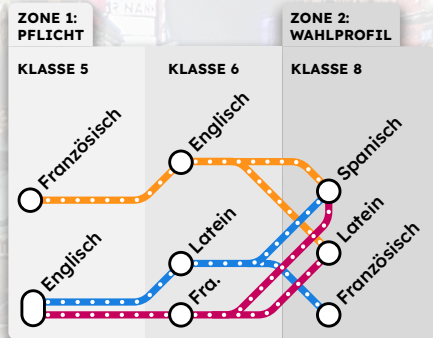 ZONE 1:
PFLICHT
ZONE 2:
WAHLPROFIL
KLASSE 5
KLASSE 6
KLASSE 8
Französisch
Englisch
Spanisch
Englisch
Latein
Latein
Fra.
Französisch